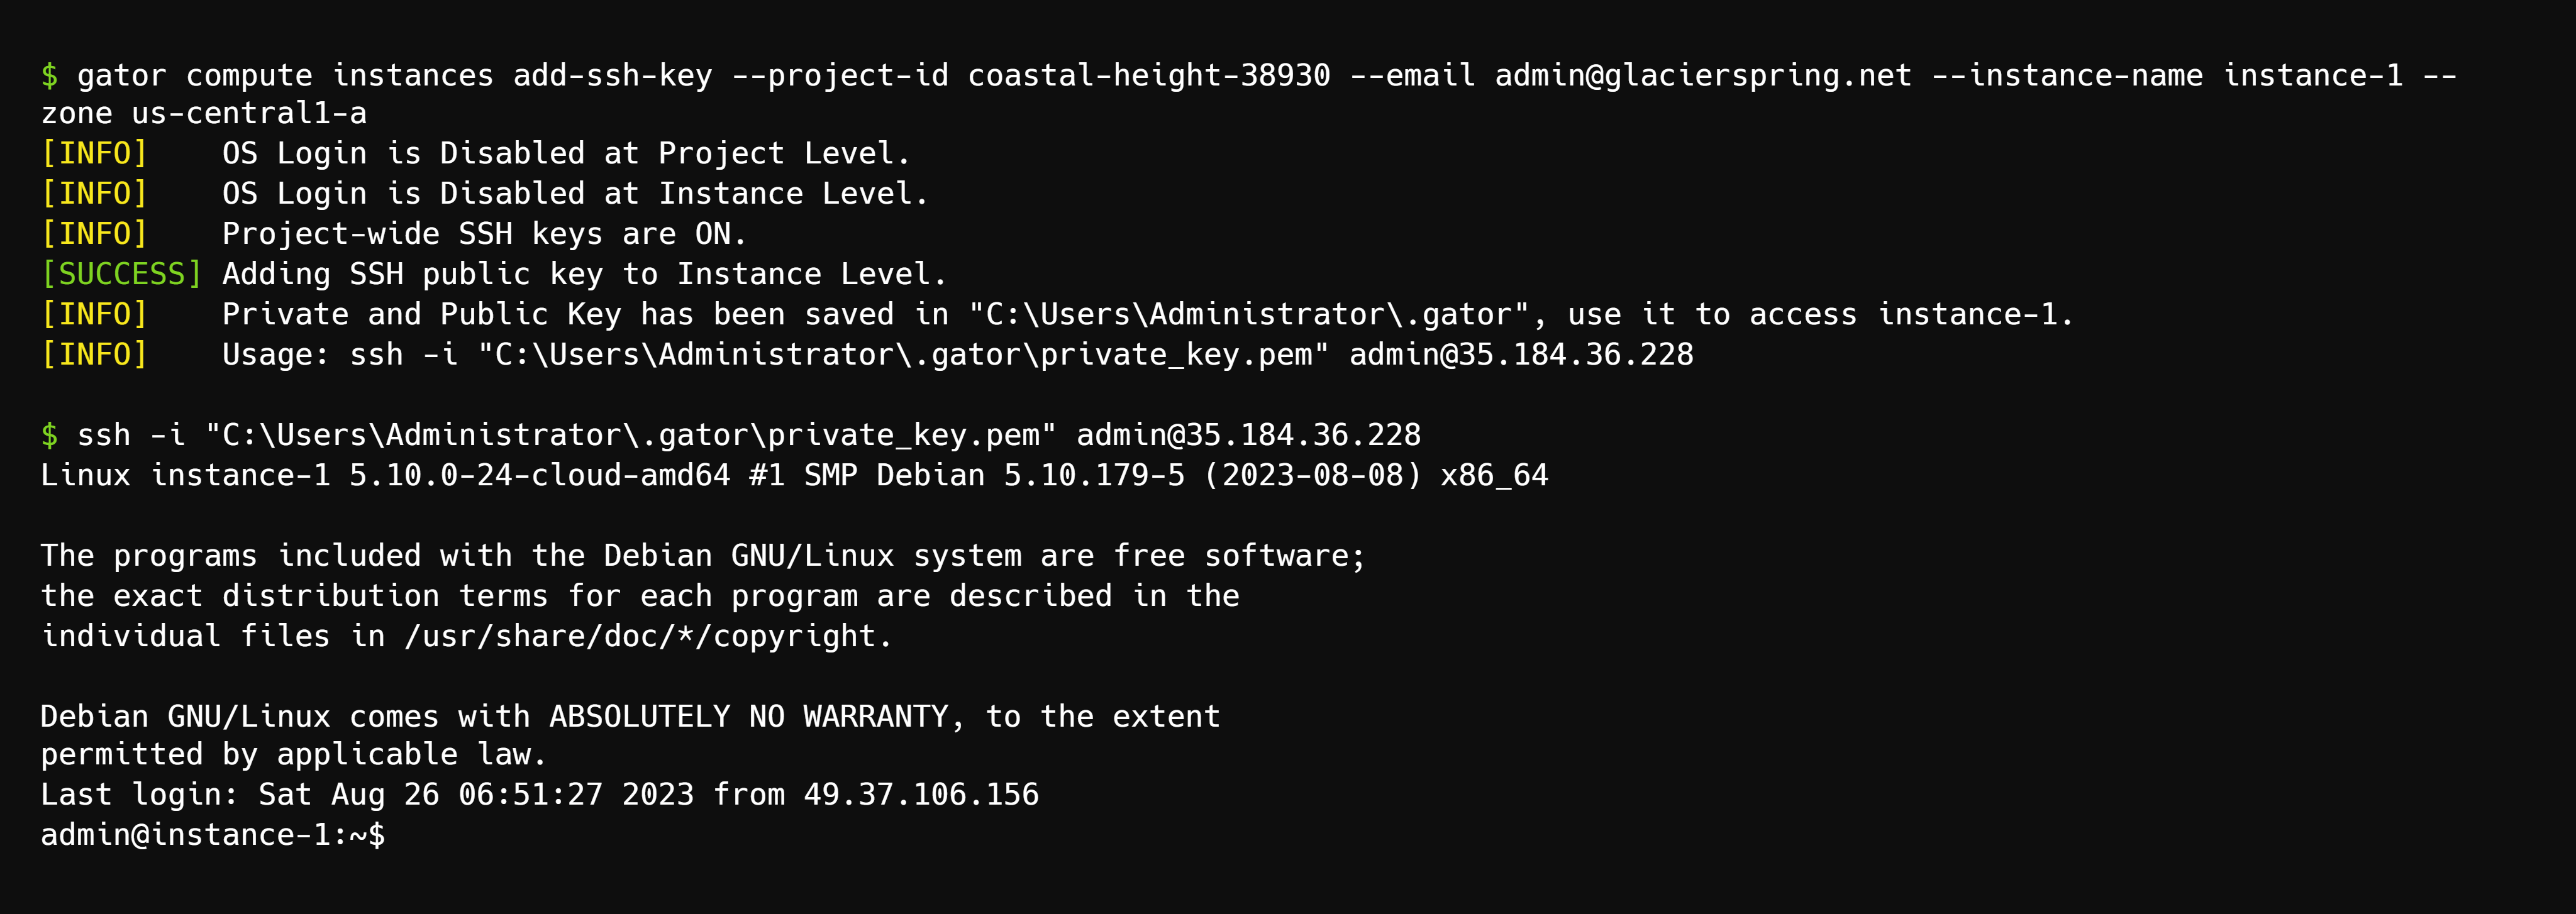 $ gator compute instances add-ssh-key --project-id coastal-height-38930 --email admin@glacierspring.net --instance-name instance-1 --
zone us-central1-a
[INFO]    OS Login is Disabled at Project Level.
[INFO]    OS Login is Disabled at Instance Level.
[INFO]    Project-wide SSH keys are ON.
[SUCCESS] Adding SSH public key to Instance Level.
[INFO]    Private and Public Key has been saved in "C:\Users\Administrator\.gator", use it to access instance-1.
[INFO]    Usage: ssh -i "C:\Users\Administrator\.gator\private_key.pem" admin@35.184.36.228
$ ssh -i "C:\Users\Administrator\.gator\private_key.pem" admin@35.184.36.228
Linux instance-1 5.10.0-24-cloud-amd64 #1 SMP Debian 5.10.179-5 (2023-08-08) x86_64
The programs included with the Debian GNU/Linux system are free software;
the exact distribution terms for each program are described in the
individual files in /usr/share/doc/*/copyright.
Debian GNU/Linux comes with ABSOLUTELY NO WARRANTY, to the extent
permitted by applicable law.
Last login: Sat Aug 26 06:51:27 2023 from 49.37.106.156
admin@instance-1:~$